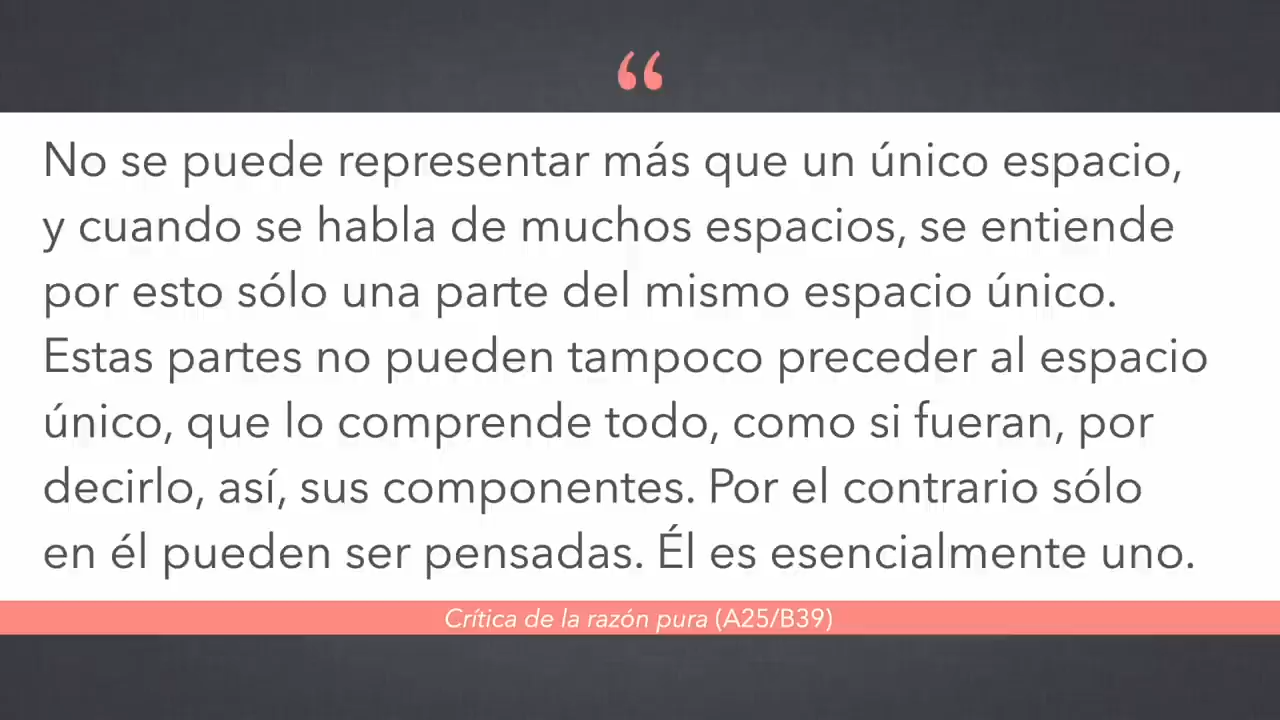 “
No se puede representar más que un único espacio,
y cuando se habla de muchos espacios, se entiende
por esto sólo una parte del mismo espacio único.
Estas partes no pueden tampoco preceder al espacio
único, que lo comprende todo, como si fueran, por
decirlo, así, sus componentes. Por el contrario sólo
en él pueden ser pensadas. Él es esencialmente uno.
Crítica de la razón pura (A25/B39)